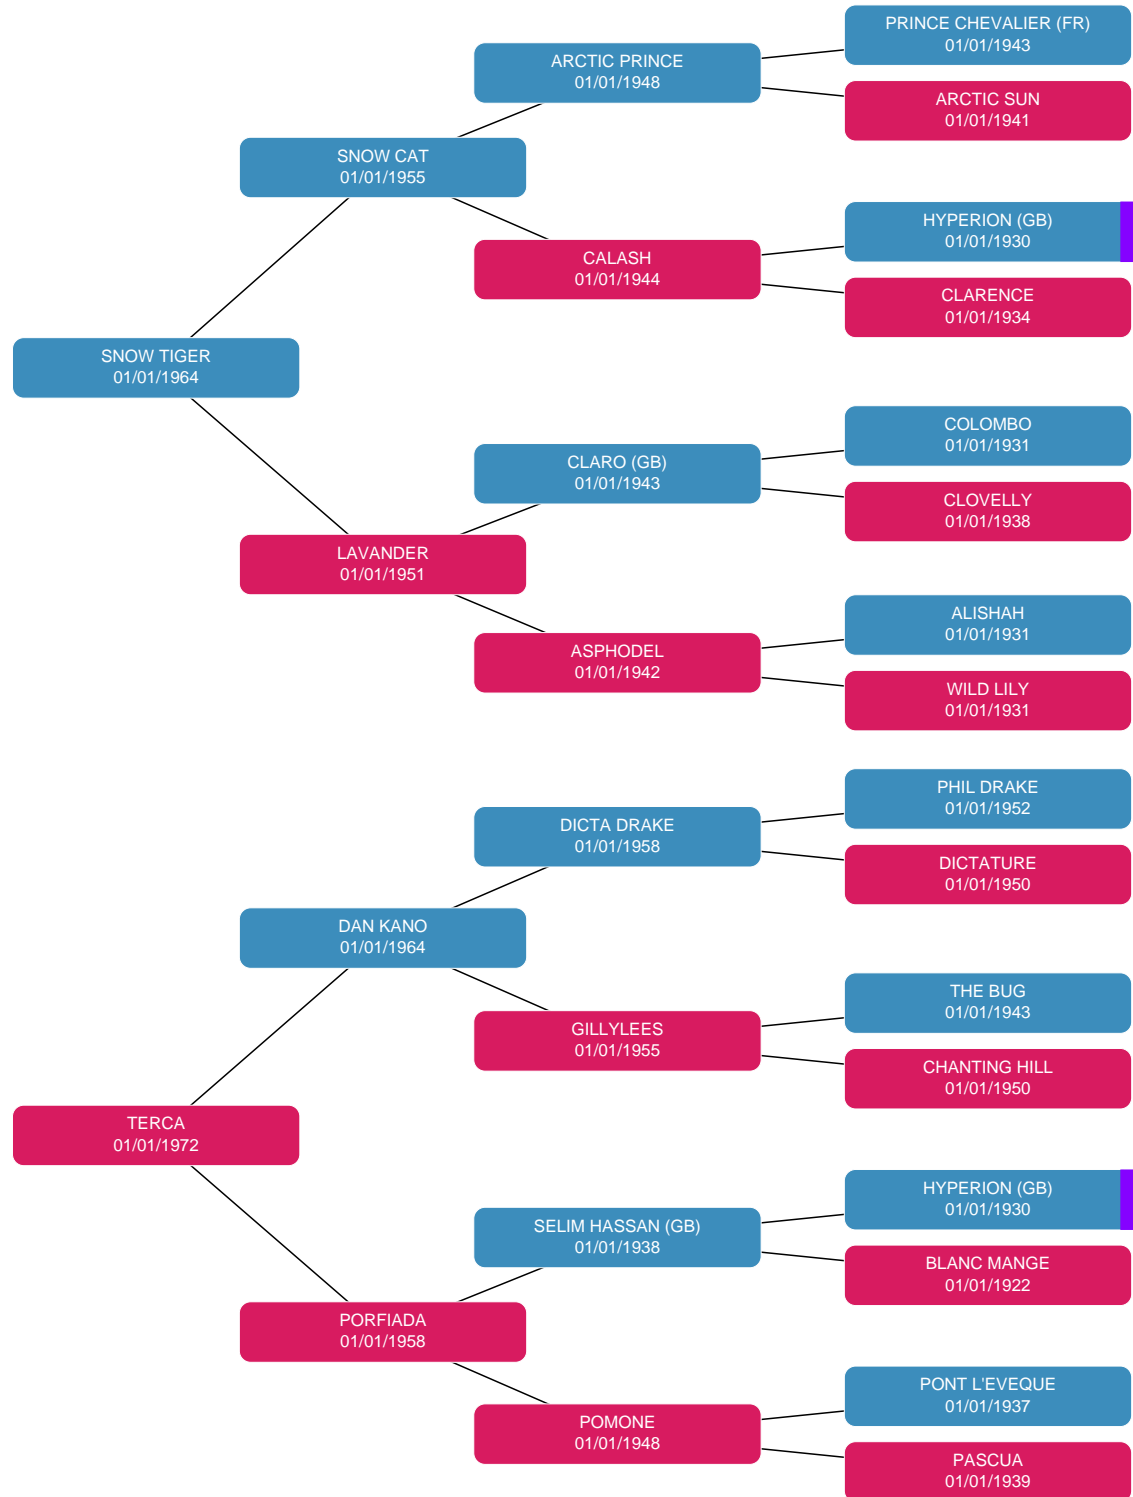 PRINCE CHEVALIER (FR)
01/01/1943
ARCTIC PRINCE
01/01/1948
ARCTIC SUN
01/01/1941
SNOW CAT
01/01/1955
HYPERION (GB)
01/01/1930
CALASH
01/01/1944
CLARENCE
01/01/1934
SNOW TIGER
01/01/1964
COLOMBO
01/01/1931
CLARO (GB)
01/01/1943
CLOVELLY
01/01/1938
LAVANDER
01/01/1951
ALISHAH
01/01/1931
ASPHODEL
01/01/1942
WILD LILY
01/01/1931
PHIL DRAKE
01/01/1952
DICTA DRAKE
01/01/1958
DICTATURE
01/01/1950
DAN KANO
01/01/1964
THE BUG
01/01/1943
GILLYLEES
01/01/1955
CHANTING HILL
01/01/1950
TERCA
01/01/1972
HYPERION (GB)
01/01/1930
SELIM HASSAN (GB)
01/01/1938
BLANC MANGE
01/01/1922
PORFIADA
01/01/1958
PONT L'EVEQUE
01/01/1937
POMONE
01/01/1948
PASCUA
01/01/1939